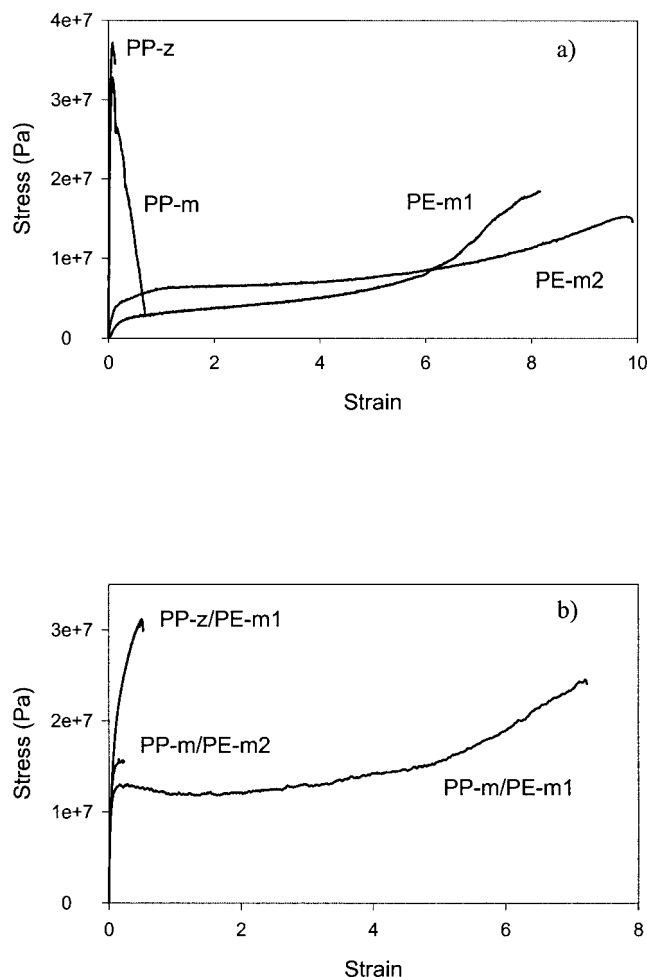 4e+7
PP-z
a)
3e+7
Stress (Pa)
2e+7
PP-m
PE-m1
1e+7
PE-m2
0
0 2 4 6 8 10
Strain
b)
3e+7
PP-z/PE-m1
Stress (Pa)
2e+7
PP-m/PE-m2
PP-m/PE-m1
1e+7
0
0 2 4 6 8
Strain